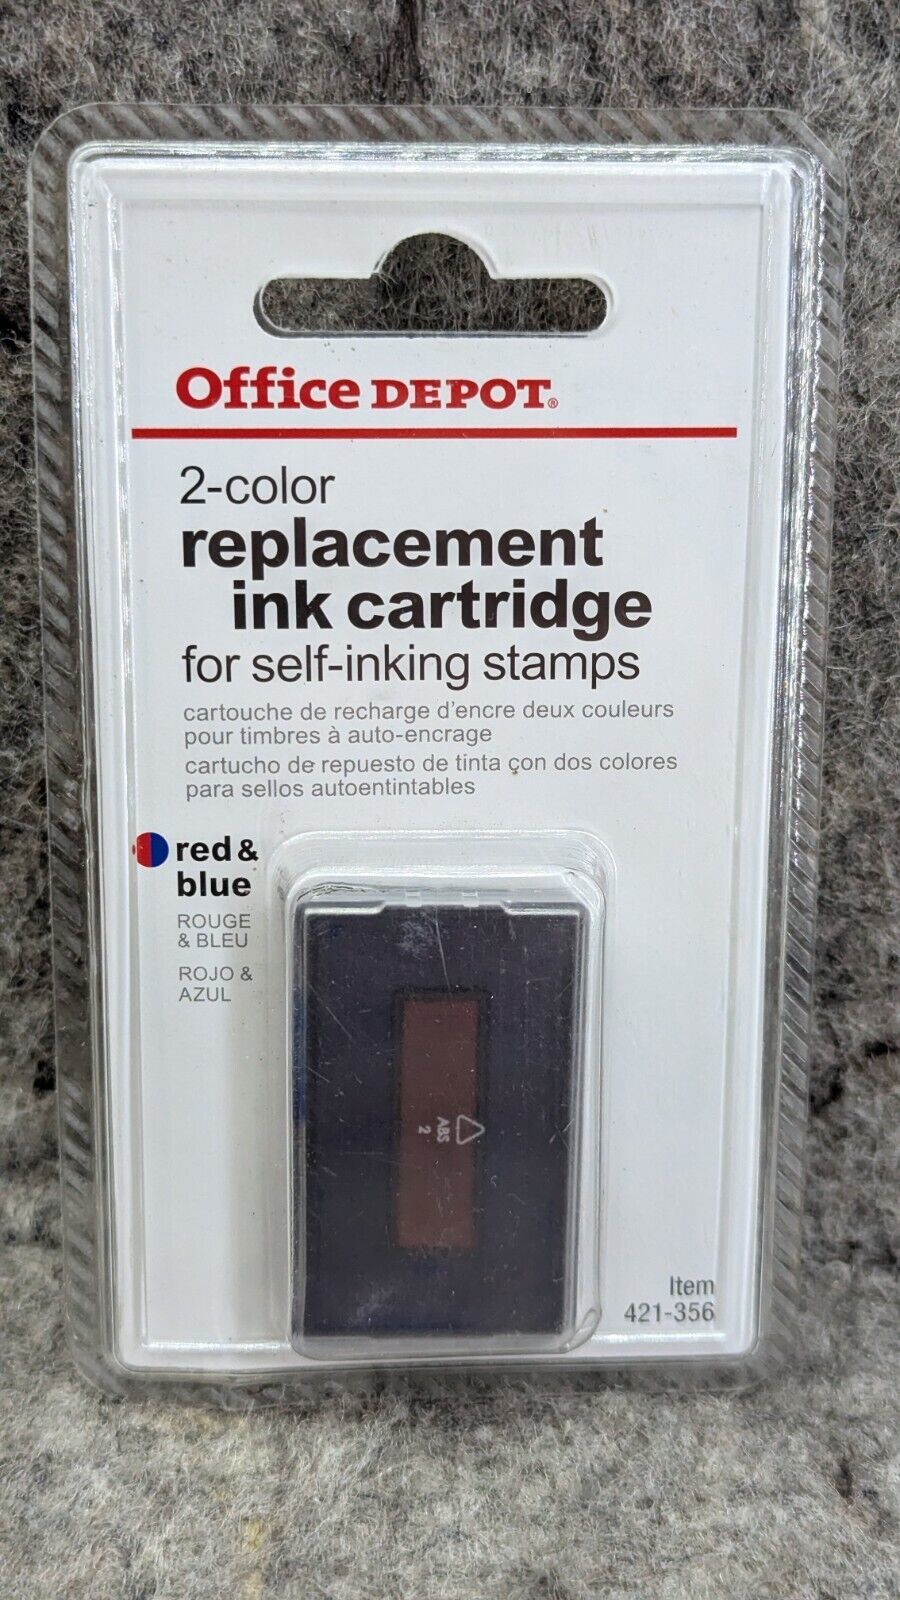 Office DEPOT®
2-color
replacement
ink cartridge
for self-inking stamps
cartouche de recharge d'encre deux couleurs
pour timbres à auto-encrage
cartucho de repuesto de tinta con dos colores
para sellos autoentintables
red &
blue
ROUGE
& BLEU
ROJO &
AZUL
ABS
2
Item
421-356